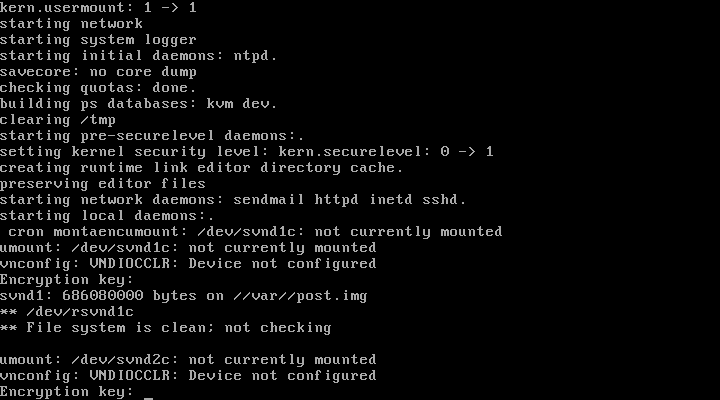 kern.usermount: 1 -> 1
starting network
starting system logger
starting initial daemons: ntpd.
savecore: no core dump
checking quotas: done.
building ps databases: kvm dev.
clearing /tmp
starting pre-securelevel daemons:.
setting kernel security level: kern.securelevel: 0 -> 1
creating runtime link editor directory cache.
preserving editor files
starting network daemons: sendmail httpd inetd sshd.
starting local daemons:.
 cron montaencumount: /dev/svnd1c: not currently mounted
umount: /dev/svnd1c: not currently mounted
vnconfig: VNDIOCCLR: Device not configured
Encryption key:
svnd1: 686080000 bytes on //var//post.img
** /dev/rsvnd1c
** File system is clean; not checking
umount: /dev/svnd2c: not currently mounted
vnconfig: VNDIOCCLR: Device not configured
Encryption key: _